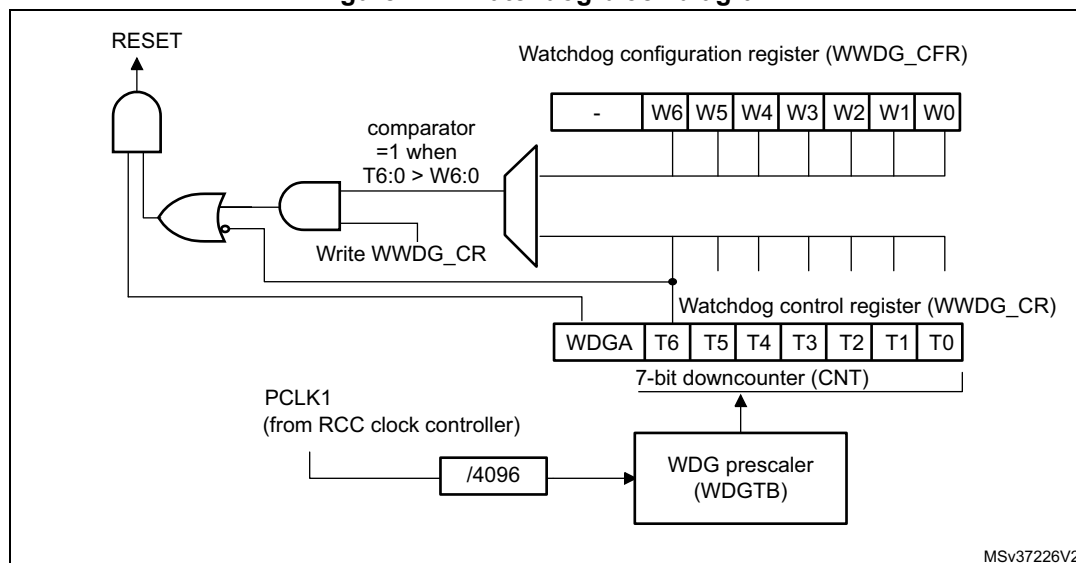 RESET
Watchdog configuration register (WWDG_CFR)
- W6 W5 W4 W3 W2 W1 W0
comparator
=1 when
T6:0 > W6:0
Write WWDG_CR
Watchdog control register (WWDG_CR)
WDGA T6 T5 T4 T3 T2 T1 T0
7-bit downcounter (CNT)
PCLK1
(from RCC clock controller)
/4096
WDG prescaler
(WDGTB)
MSv37226V2